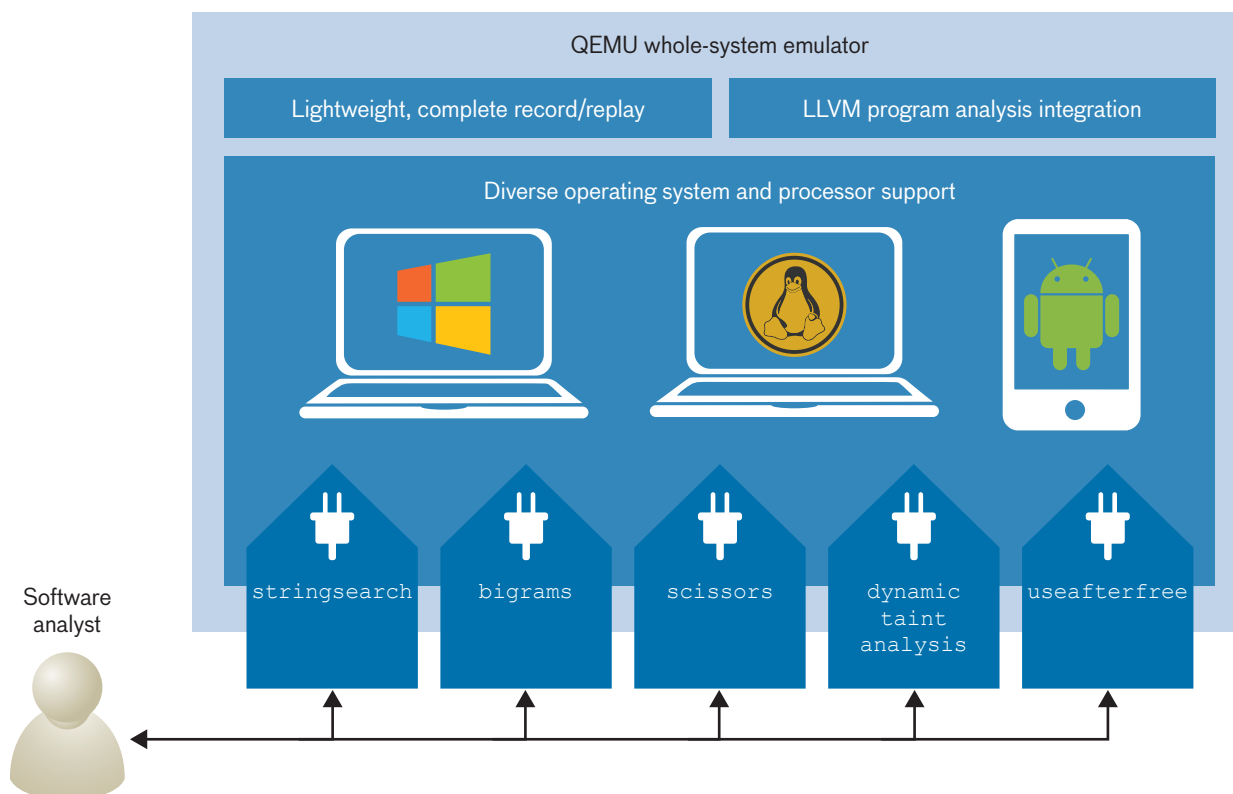 QEMU whole-system emulator
Lightweight, complete record/replay
LLVM program analysis integration
Diverse operating system and processor support
stringsearch
bigrams
scissors
dynamic
taint
analysis
useafterfree
Software
analyst